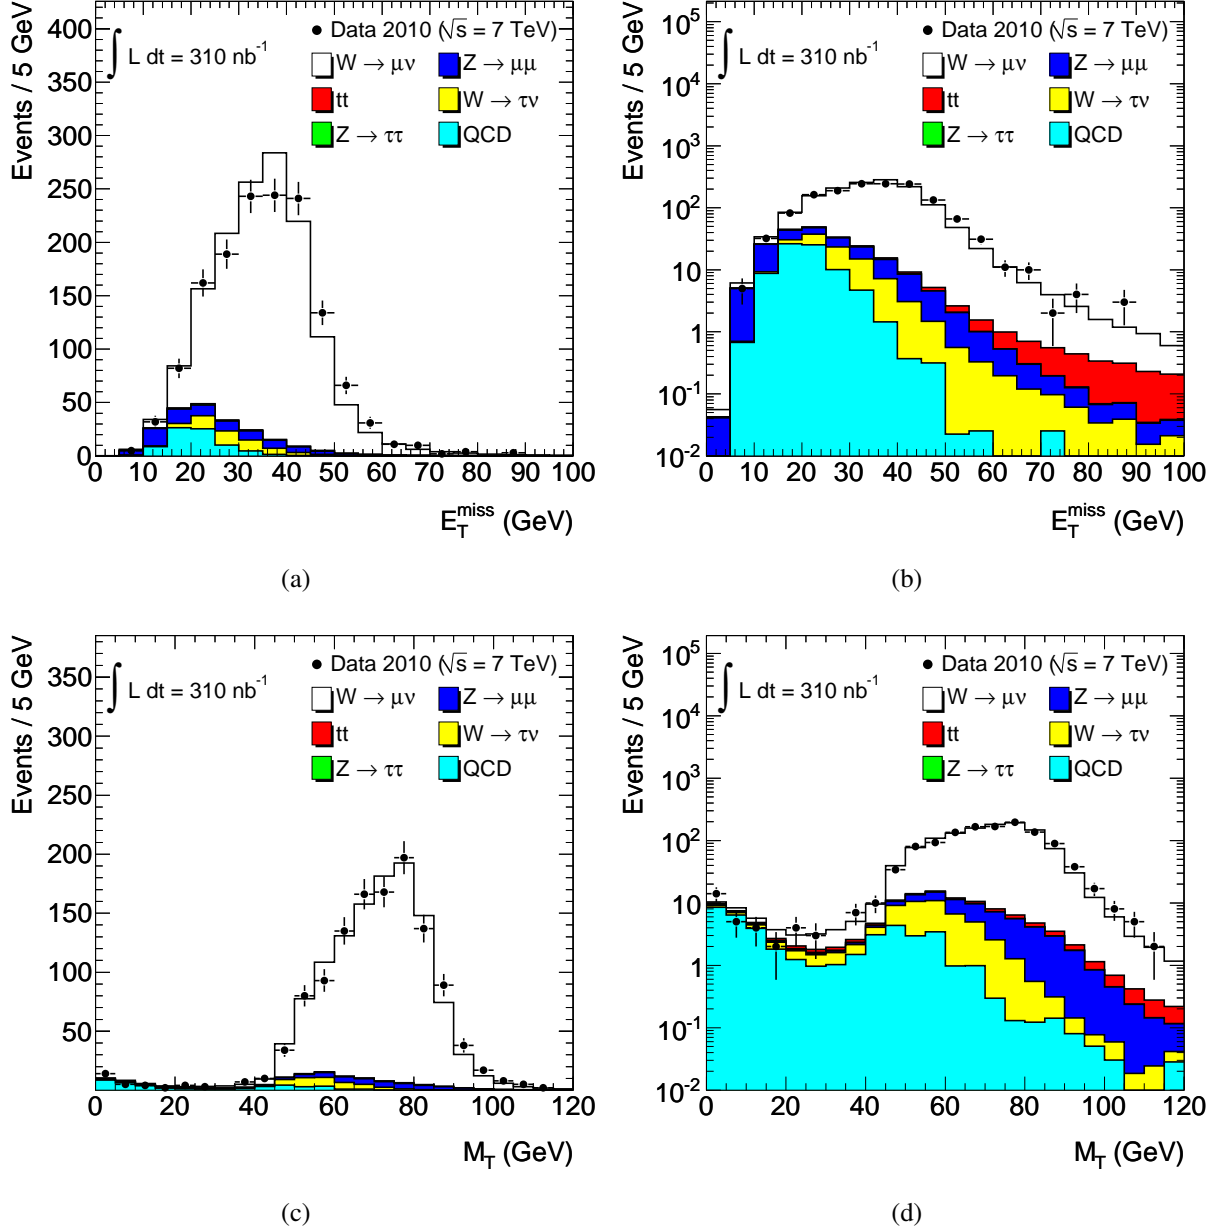 Events / 5 GeV
400
350
300
250
200
150
100
50
0
∫ L dt = 310 nb⁻¹
Data 2010 (√s = 7 TeV)
W → μν
Z → μμ
tt
W → τν
Z → ττ
QCD
0 10 20 30 40 50 60 70 80 90 100
E_T^miss (GeV)
(a)
Events / 5 GeV
10⁵
10⁴
10³
10²
10
1
10⁻¹
10⁻²
∫ L dt = 310 nb⁻¹
Data 2010 (√s = 7 TeV)
W → μν
Z → μμ
tt
W → τν
Z → ττ
QCD
0 10 20 30 40 50 60 70 80 90 100
E_T^miss (GeV)
(b)
Events / 5 GeV
350
300
250
200
150
100
50
∫ L dt = 310 nb⁻¹
Data 2010 (√s = 7 TeV)
W → μν
Z → μμ
tt
W → τν
Z → ττ
QCD
0 20 40 60 80 100 120
M_T (GeV)
(c)
Events / 5 GeV
10⁵
10⁴
10³
10²
10
1
10⁻¹
10⁻²
∫ L dt = 310 nb⁻¹
Data 2010 (√s = 7 TeV)
W → μν
Z → μμ
tt
W → τν
Z → ττ
QCD
0 20 40 60 80 100 120
M_T (GeV)
(d)